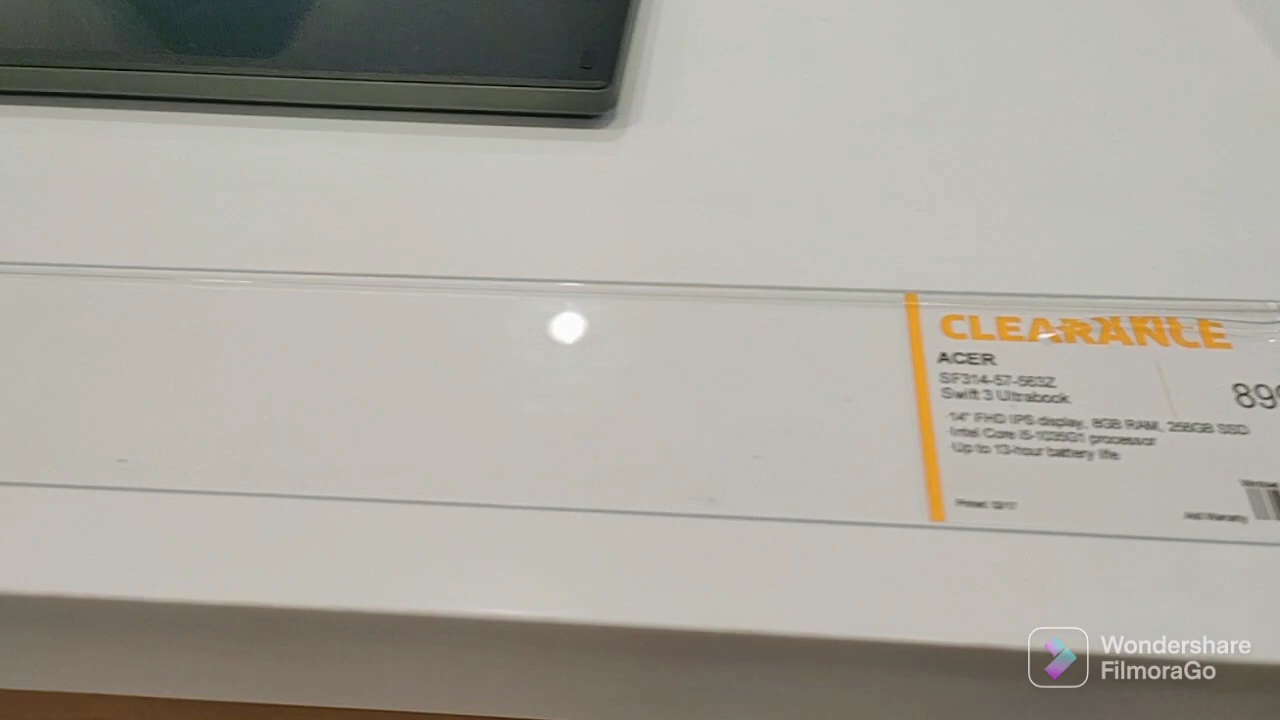 CLEARANCE
ACER
SF314-57-563Z
Swift 3 Ultrabook
14" FHD IPS display, 8GB RAM, 256GB SSD
Intel Core i5-1035G1 processor
Up to 13-hour battery life
Printed:
Wondershare
FilmoraGo